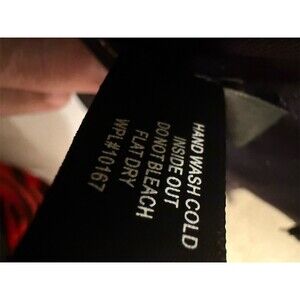 HAND WASH COLD
INSIDE OUT
DO NOT BLEACH
FLAT DRY
WPL#10167